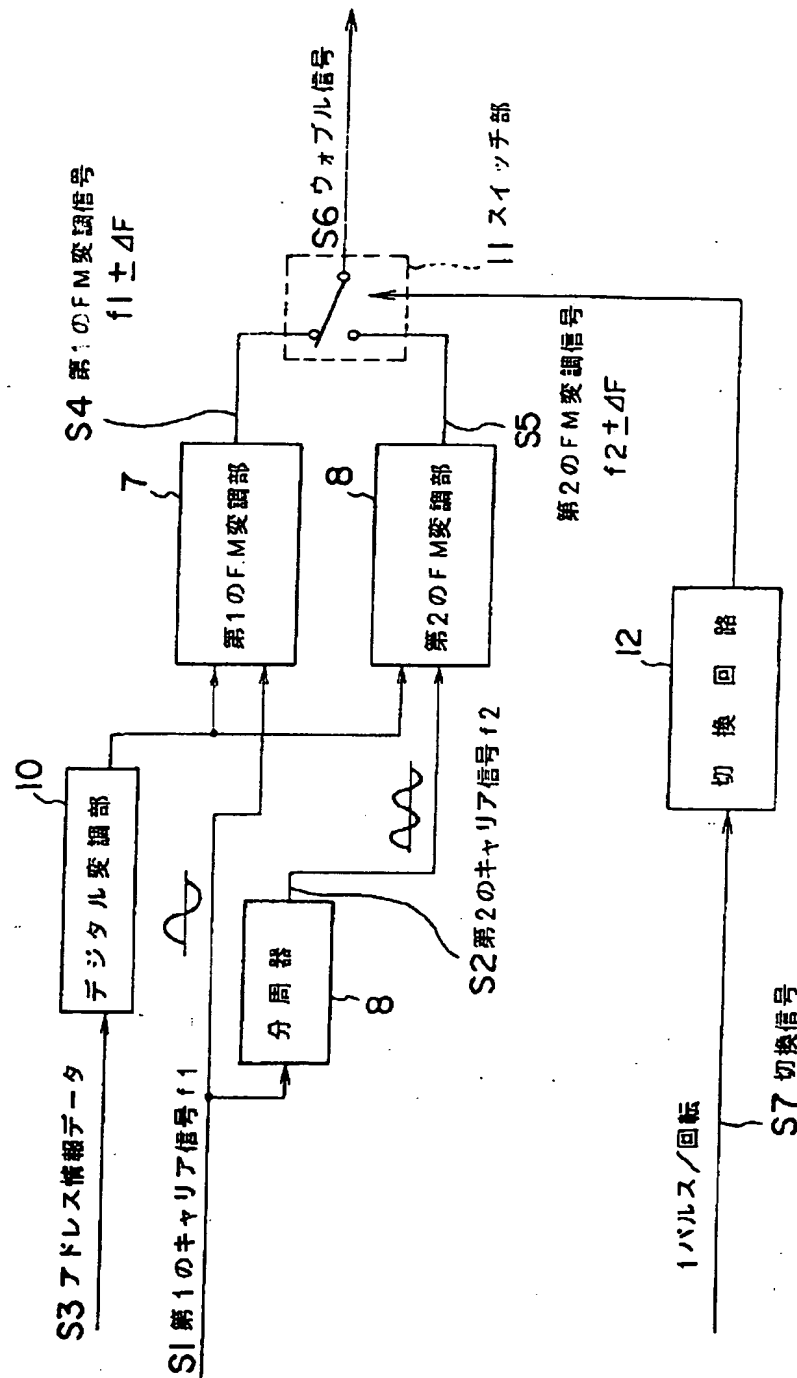 S3 アドレス情報データ
10
デジタル変調部
S1 第1のキャリア信号 f1
分周器
8
S2 第2のキャリア信号 f2
7
第1のFM変調部
8
第2のFM変調部
S4 第1のFM変調信号
f1±ΔF
S5
第2のFM変調信号
f2±ΔF
S6 ウォブル信号
11 スイッチ部
1パルス/回転
S7 切換信号
12
切換回路